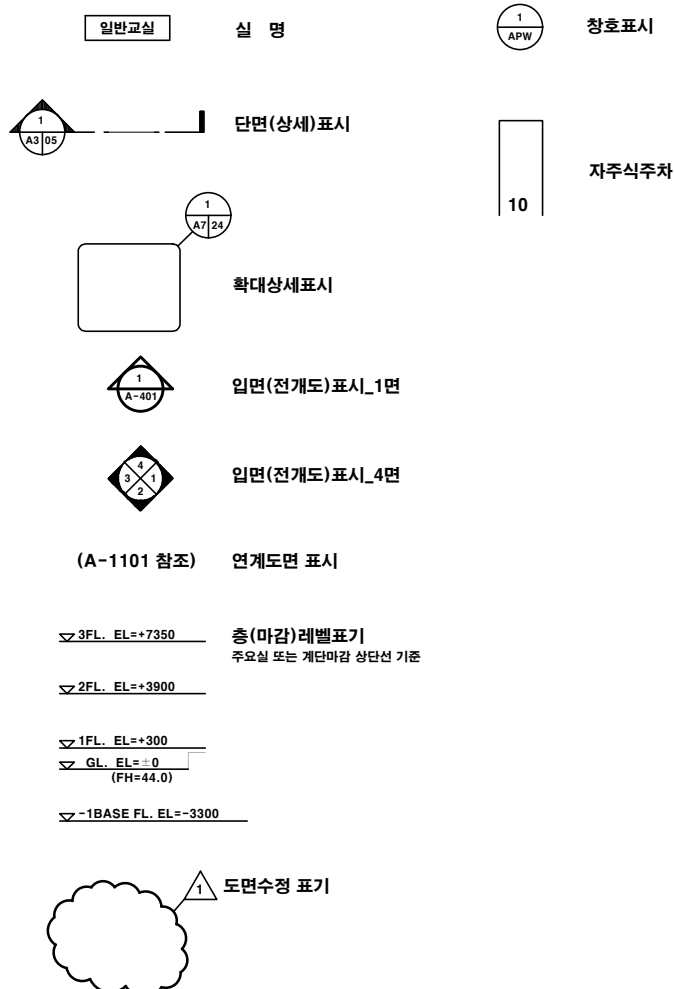 일반교실 실 명
1
APW 창호표시
1
A3 05 단면(상세)표시
10 자주식주차
1
A7 24
확대상세표시
1
A-401 입면(전개도)표시_1면
4
3 1
2
입면(전개도)표시_4면
(A-1101 참조) 연계도면 표시
3FL. EL=+7350 층(마감)레벨표기
주요실 또는 계단마감 상단선 기준
2FL. EL=+3900
1FL. EL=+300
GL. EL=±0
(FH=44.0)
-1BASE FL. EL=-3300
1 도면수정 표기